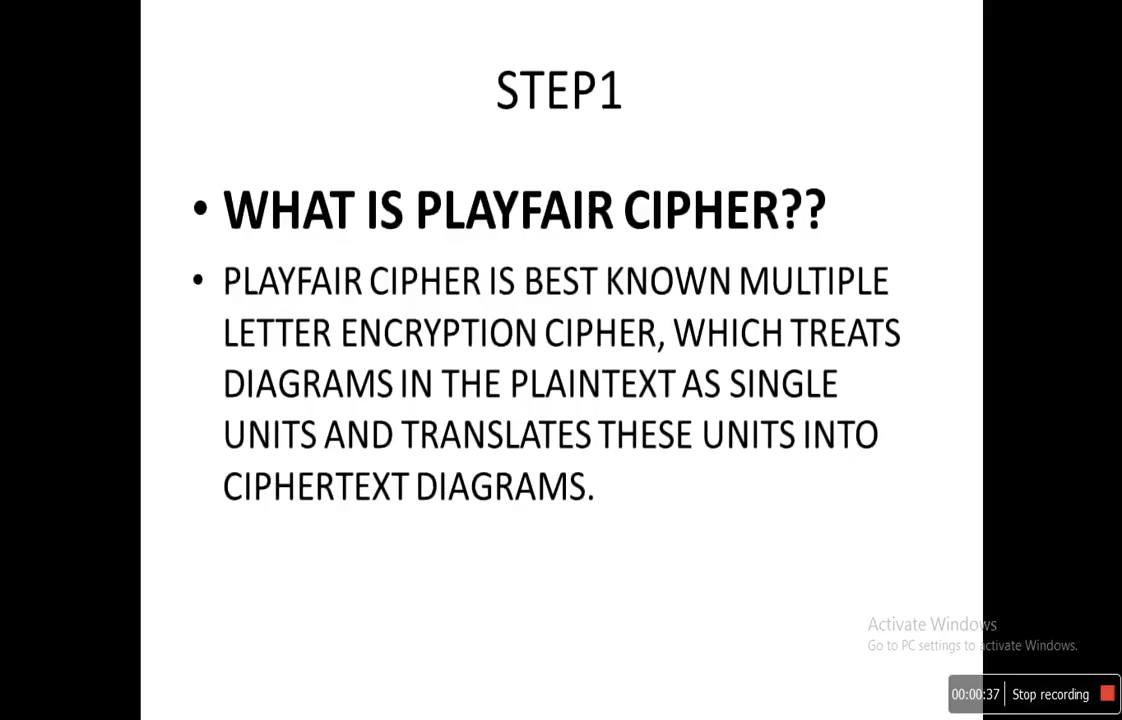 STEP1
• WHAT IS PLAYFAIR CIPHER??
• PLAYFAIR CIPHER IS BEST KNOWN MULTIPLE
LETTER ENCRYPTION CIPHER, WHICH TREATS
DIAGRAMS IN THE PLAINTEXT AS SINGLE
UNITS AND TRANSLATES THESE UNITS INTO
CIPHERTEXT DIAGRAMS.
Activate Windows
Go to PC settings to activate Windows.
00:00:37 Stop recording